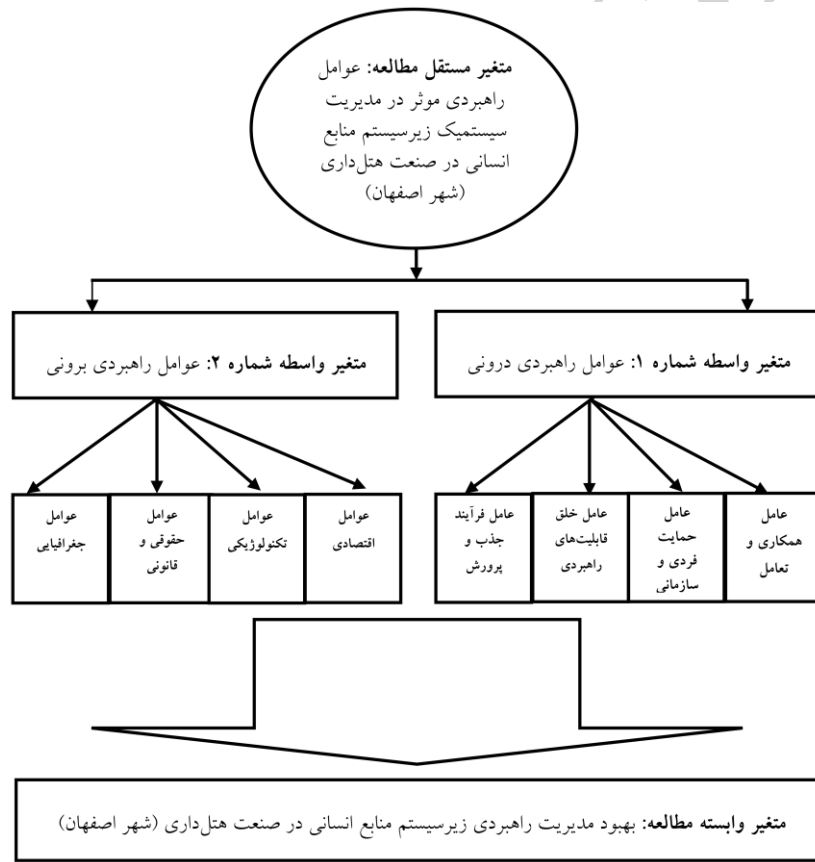 متغیر مستقل مطالعه: عوامل
راهبردی موثر در مدیریت
سیستمیک زیرسیستم منابع
انسانی در صنعت هتل‌داری
(شهر اصفهان)
متغیر واسطه شماره ۱: عوامل راهبردی درونی
متغیر واسطه شماره ۲: عوامل راهبردی برونی
عامل
همکاری و
تعامل
عامل
حمایت
فردی و
سازمانی
عامل خلق
قابلیت‌های
راهبردی
عامل فرآیند
جذب و
پرورش
عوامل
اقتصادی
عوامل
تکنولوژیکی
عوامل
حقوقی و
قانونی
عوامل
جغرافیایی
متغیر وابسته مطالعه: بهبود مدیریت راهبردی زیرسیستم منابع انسانی در صنعت هتل‌داری (شهر اصفهان)